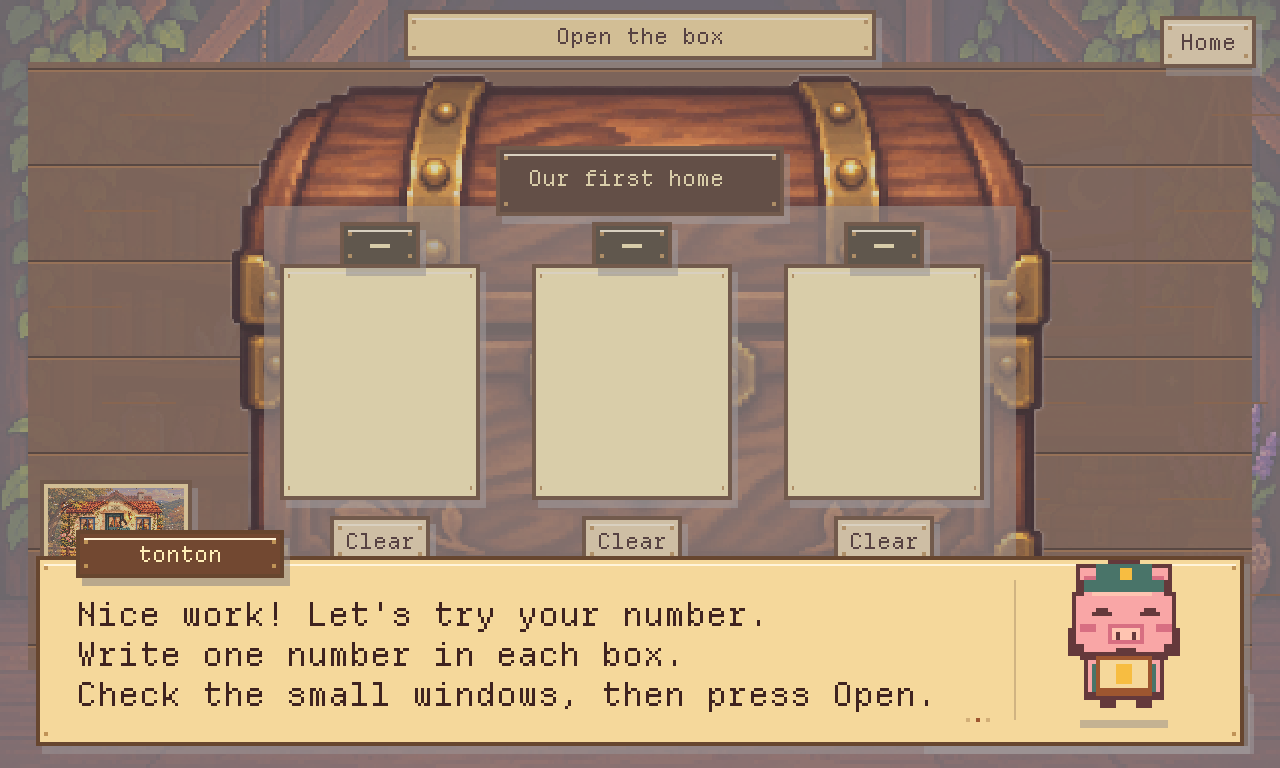 Open the box
Home
Our first home
Clear
Clear
Clear
tonton
Nice work! Let's try your number.
Write one number in each box.
Check the small windows, then press Open.